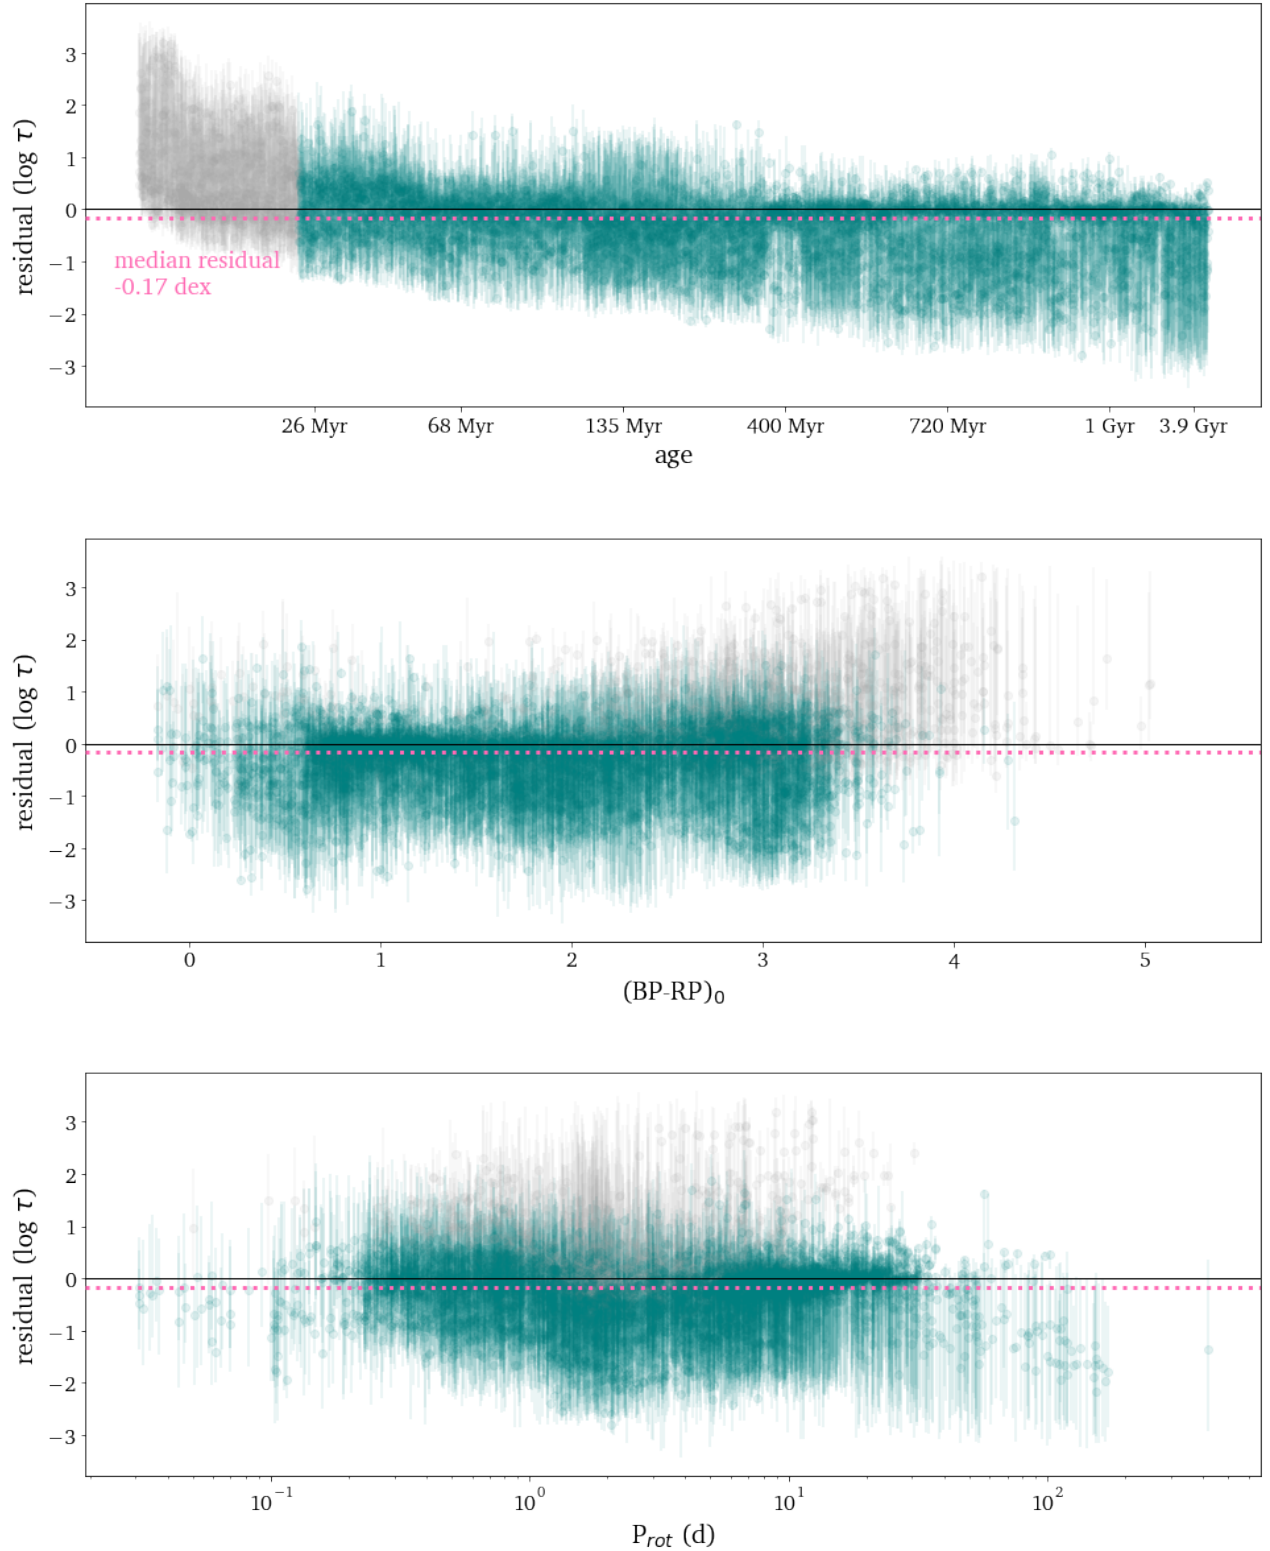 3
2
1
0
−1
−2
−3
residual (log τ)
median residual
-0.17 dex
26 Myr 68 Myr 135 Myr 400 Myr 720 Myr 1 Gyr 3.9 Gyr
age
3
2
1
0
−1
−2
−3
residual (log τ)
0 1 2 3 4 5
(BP-RP)₀
3
2
1
0
−1
−2
−3
residual (log τ)
10⁻¹ 10⁰ 10¹ 10²
Pᵣₒₜ (d)